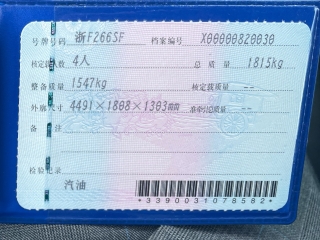 号牌号码 浙F266SF 档案编号 X00000820030
核定载人数 4人 总质量 1815kg
整备质量 1547kg 核定载质量 --
外廓尺寸 4491×1808×1303mm 准牵引总质量 --
备注
检验记录
汽油
*3390031078582*